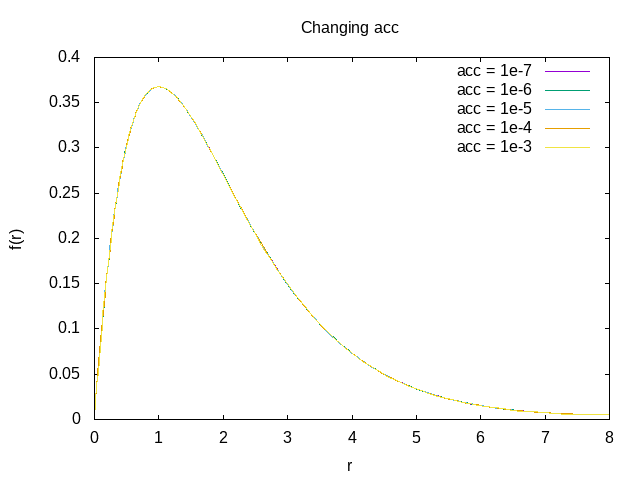 Changing acc
0.4
0.35
0.3
0.25
0.2
0.15
0.1
0.05
0
f(r)
acc = 1e-7
acc = 1e-6
acc = 1e-5
acc = 1e-4
acc = 1e-3
0 1 2 3 4 5 6 7 8
r